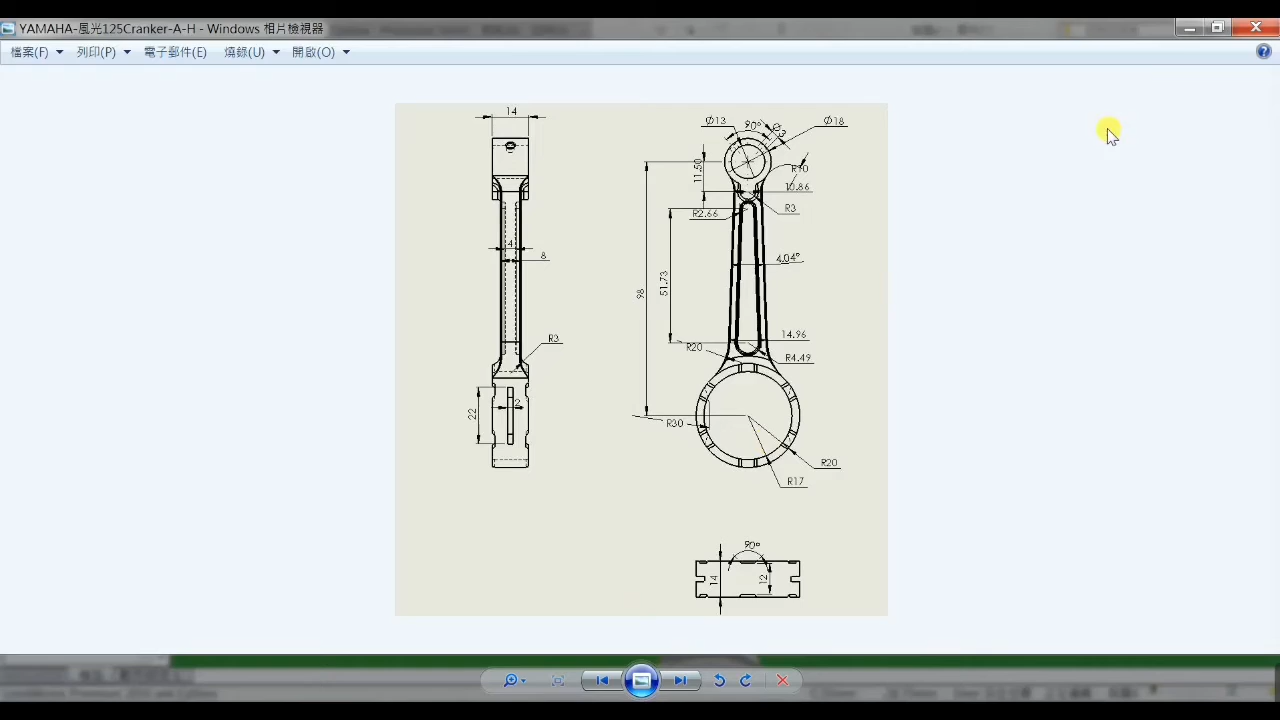 YAMAHA-風光125Cranker-A-H - Windows 相片檢視器
檔案(F) 列印(P) 電子郵件(E) 燒錄(U) 開啟(O)
14
Ø13
90°
Ø3
Ø18
11.50
R10
10.86
R2.66
R3
4
8
4.04°
98
51.73
R3
14.96
R20
R4.49
22
2
R30
R20
R17
90°
14
12